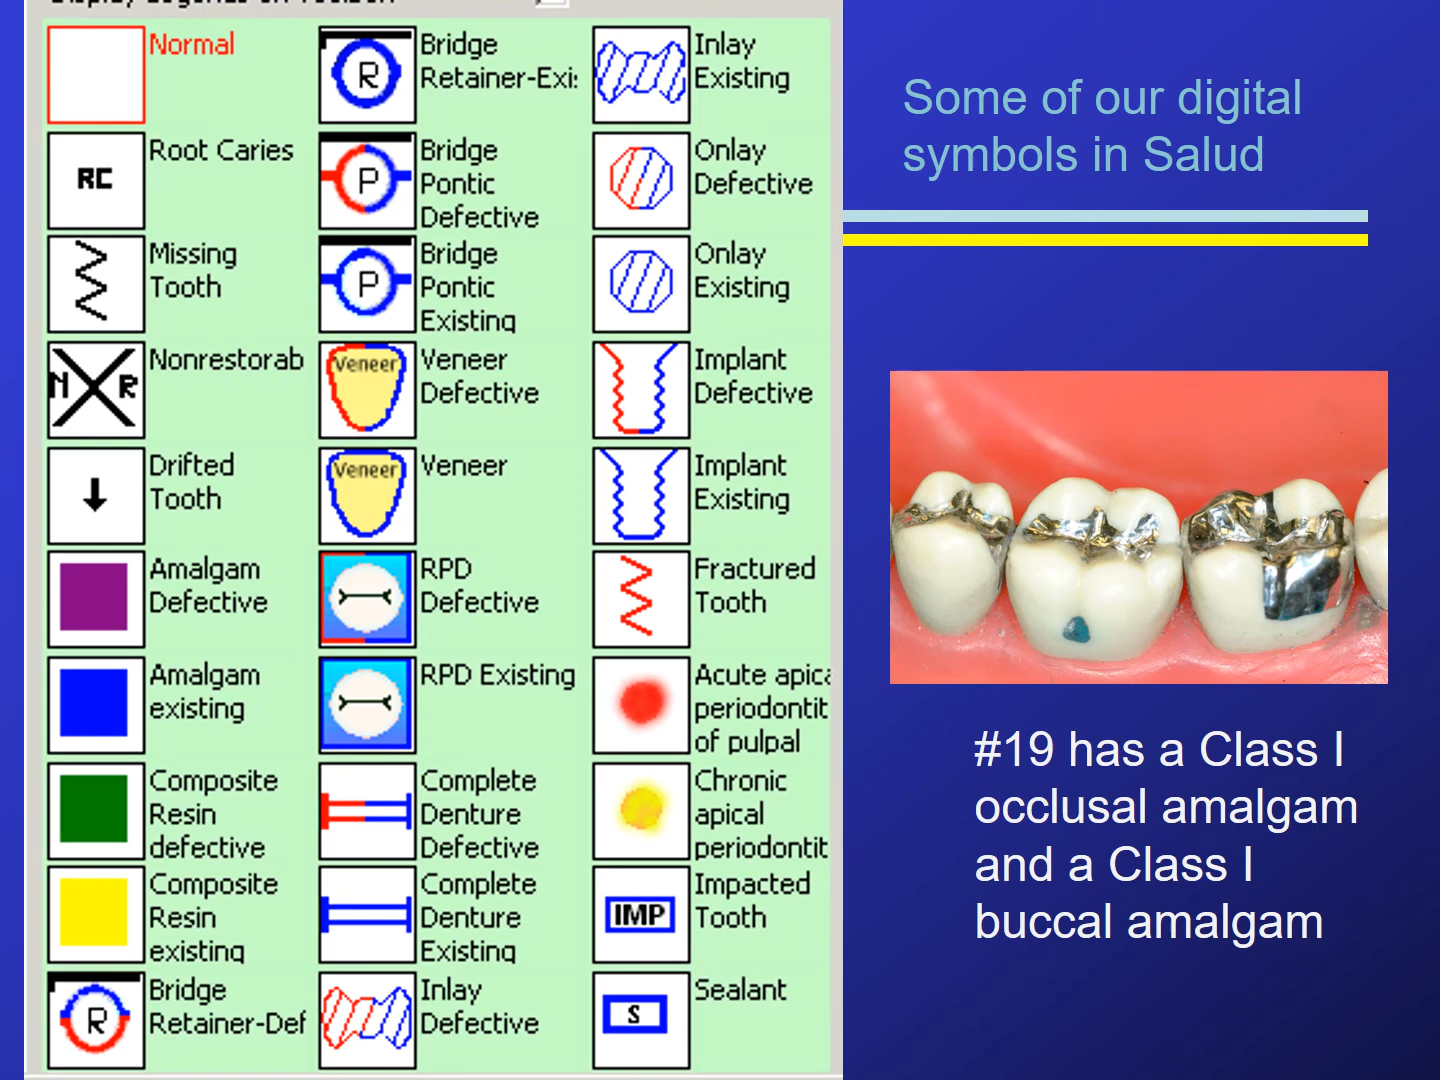 Normal
RC
Root Caries
Missing
Tooth
N R
Nonrestorab
Drifted
Tooth
Amalgam
Defective
Amalgam
existing
Composite
Resin
defective
Composite
Resin
existing
R
Bridge
Retainer-Def
R
Bridge
Retainer-Exi
P
Bridge
Pontic
Defective
P
Bridge
Pontic
Existing
Veneer
Veneer
Defective
Veneer
Veneer
RPD
Defective
RPD Existing
Complete
Denture
Defective
Complete
Denture
Existing
Inlay
Defective
Inlay
Existing
Onlay
Defective
Onlay
Existing
Implant
Defective
Implant
Existing
Fractured
Tooth
Acute apica
periodontit
of pulpal
Chronic
apical
periodontit
IMP
Impacted
Tooth
S
Sealant
Some of our digital
symbols in Salud
#19 has a Class I
occlusal amalgam
and a Class I
buccal amalgam